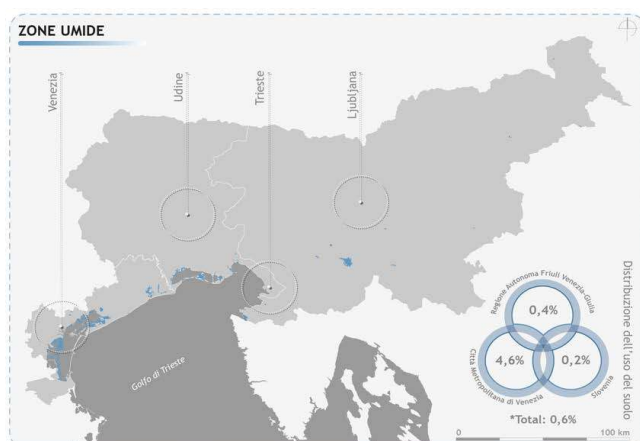 ZONE UMIDE
Venezia
Udine
Trieste
Ljubljana
Golfo di Trieste
Regione Autonoma Friuli Venezia-Giulia
0,4%
4,6%
0,2%
Città Metropolitana di Venezia
Slovenia
*Total: 0,6%
Distribuzione dell'uso del suolo
0
100 km